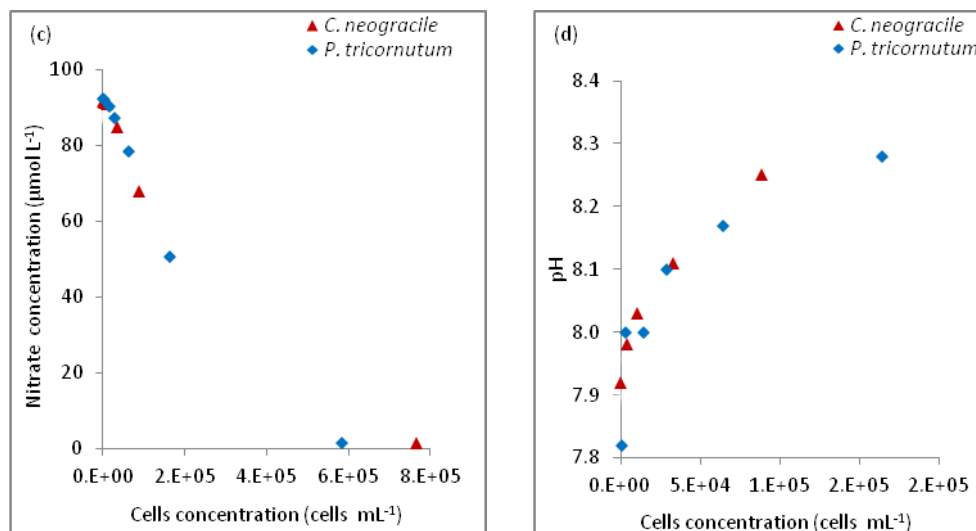 (c)
C. neogracile
P. tricornutum
Nitrate concentration (µmol L-1)
100
80
60
40
20
0
0.E+00 2.E+05 4.E+05 6.E+05 8.E+05
Cells concentration (cells mL-1)
(d)
C. neogracile
P. tricornutum
pH
8.4
8.3
8.2
8.1
8.0
7.9
7.8
0.E+00 5.E+04 1.E+05 2.E+05 2.E+05
Cells concentration (cells mL-1)